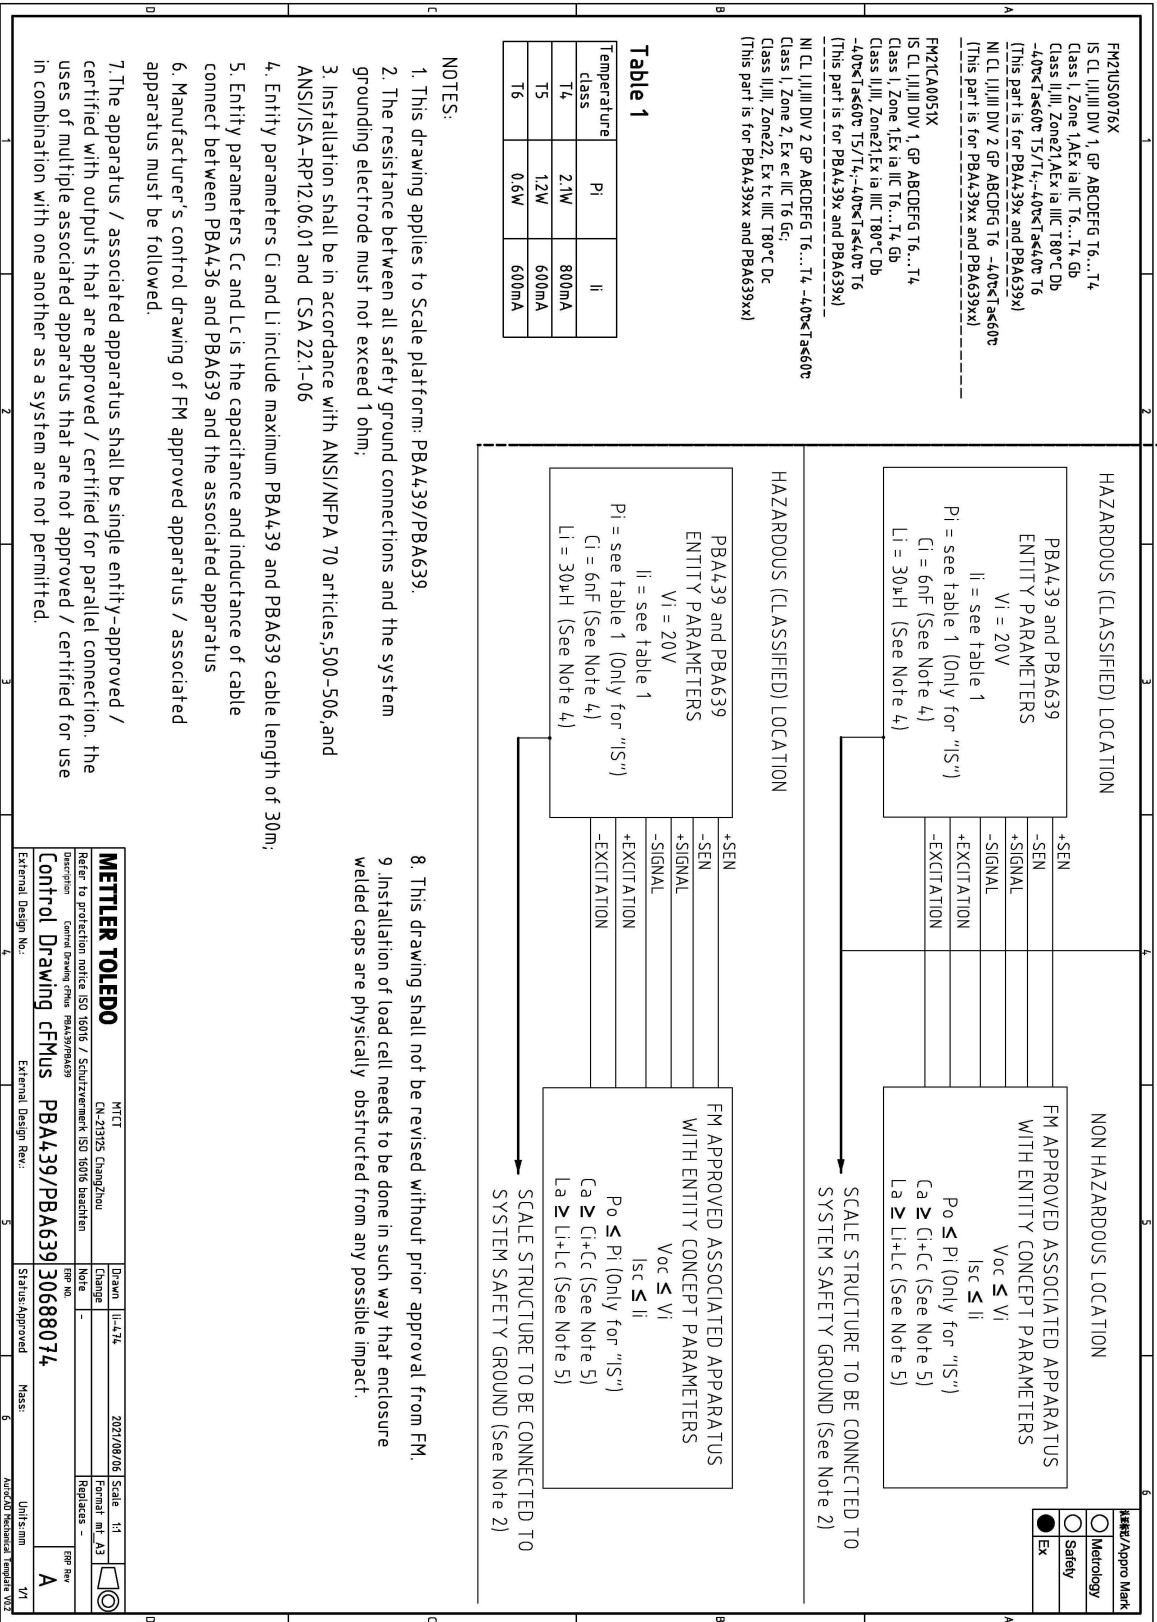 FM21US0076X
IS CL I,II,III DIV 1, GP ABCDEFG T6...T4
Class I, Zone 1,AEx ia IIC T6...T4 Gb
Class II,III, Zone21,AEx ia IIIC T80°C Db
-40℃≤Ta≤60℃ T5/T4;-40℃≤Ta≤40℃ T6
(This part is for PBA439x and PBA639x)
NI CL I,II,III DIV 2 GP ABCDFG T6 -40℃≤Ta≤60℃
(This part is for PBA439xx and PBA639xx)
FM21CA0051X
IS CL I,II,III DIV 1, GP ABCDEFG T6...T4
Class I, Zone 1,Ex ia IIC T6...T4 Gb
Class II,III, Zone21,Ex ia IIIC T80°C Db
-40℃≤Ta≤60℃ T5/T4;-40℃≤Ta≤40℃ T6
(This part is for PBA439x and PBA639x)
NI CL I,II,III DIV 2 GP ABCDEFG T6...T4 -40℃≤Ta≤60℃
Class I, Zone 2, Ex ec IIC T6 Gc;
Class II,III, Zone22, Ex tc IIIC T80°C Dc
(This part is for PBA439xx and PBA639xx)
Table 1
Temperature class Pi Ii
T4 2.1W 800mA
T5 1.2W 600mA
T6 0.6W 600mA
HAZARDOUS (CLASSIFIED) LOCATION
NON HAZARDOUS LOCATION
PBA439 and PBA639
ENTITY PARAMETERS
Vi = 20V
Ii = see table 1
Pi = see table 1 (Only for "IS")
Ci = 6nF (See Note 4)
Li = 30μH (See Note 4)
+SEN
-SEN
+SIGNAL
-SIGNAL
+EXCITATION
-EXCITATION
FM APPROVED ASSOCIATED APPARATUS
WITH ENTITY CONCEPT PARAMETERS
Voc ≤ Vi
Isc ≤ Ii
Po ≤ Pi (Only for "IS")
Ca ≥ Ci+Cc (See Note 5)
La ≥ Li+Lc (See Note 5)
SCALE STRUCTURE TO BE CONNECTED TO
SYSTEM SAFETY GROUND (See Note 2)
HAZARDOUS (CLASSIFIED) LOCATION
PBA439 and PBA639
ENTITY PARAMETERS
Vi = 20V
Ii = see table 1
Pi = see table 1 (Only for "IS")
Ci = 6nF (See Note 4)
Li = 30μH (See Note 4)
+SEN
-SEN
+SIGNAL
-SIGNAL
+EXCITATION
-EXCITATION
FM APPROVED ASSOCIATED APPARATUS
WITH ENTITY CONCEPT PARAMETERS
Voc ≤ Vi
Isc ≤ Ii
Po ≤ Pi (Only for "IS")
Ca ≥ Ci+Cc (See Note 5)
La ≥ Li+Lc (See Note 5)
SCALE STRUCTURE TO BE CONNECTED TO
SYSTEM SAFETY GROUND (See Note 2)
/Appro Mark
Metrology
Safety
Ex
NOTES:
1. This drawing applies to Scale platform: PBA439/PBA639.
2. The resistance between all safety ground connections and the system
grounding electrode must not exceed 1 ohm;
3. Installation shall be in accordance with ANSI/NFPA 70 articles,500-506,and
ANSI/ISA-RP12.06.01 and CSA 22.1-06
4. Entity parameters Ci and Li include maximum PBA439 and PBA639 cable length of 30m;
5. Entity parameters Cc and Lc is the capacitance and inductance of cable
connect between PBA436 and PBA639 and the associated apparatus
6. Manufacturer's control drawing of FM approved apparatus / associated
apparatus must be followed.
7.The apparatus / associated apparatus shall be single entity-approved /
certified with outputs that are approved / certified for parallel connection. the
uses of multiple associated apparatus that are not approved / certified for use
in combination with one another as a system are not permitted.
8. This drawing shall not be revised without prior approval from FM.
9 .Installation of load cell needs to be done in such way that enclosure
welded caps are physically obstructed from any possible impact.
METTLER TOLEDO
MTCT
CN-213125 ChangZhou
Refer to protection notice ISO 16016 / Schutzvermerk ISO 16016 beachten
Description Control Drawing cFMus PBA439/PBA639
Control Drawing cFMus PBA439/PBA639
External Design No.: External Design Rev.:
Drawn li-474 2021/08/06 Scale 1:1
Change Format mt_A3
Note - Replaces -
ERP NO. 30688074
ERP Rev A
Status:Approved Mass: Units:mm 1/1
AutoCAD Mechanical Template V0.2
1 2 3 4 5 6
A B C D